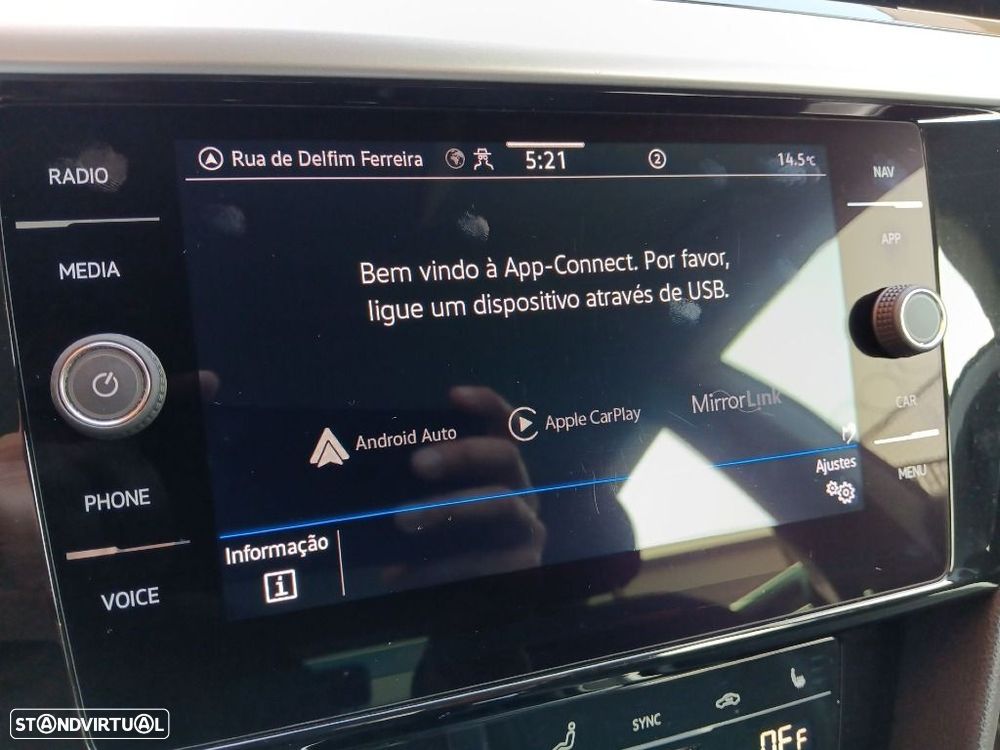 RADIO
MEDIA
PHONE
VOICE
Rua de Delfim Ferreira
5:21
2
14.5°C
Bem vindo à App-Connect. Por favor,
ligue um dispositivo através de USB.
Android Auto
Apple CarPlay
MirrorLink
Ajustes
Informação
i
NAV
APP
CAR
MENU
SYNC
OFF
STANDVIRTUAL